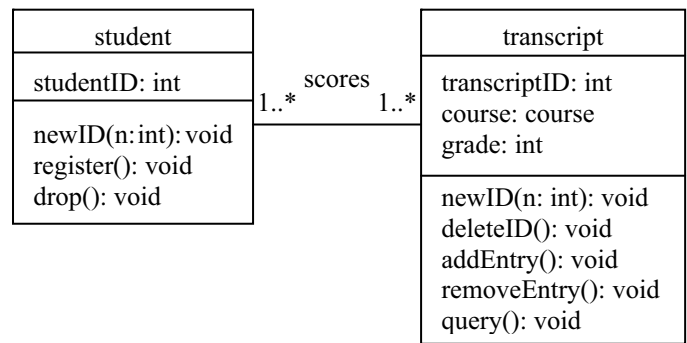 student
studentID: int
newID(n:int): void
register(): void
drop(): void
scores
1..*
1..*
transcript
transcriptID: int
course: course
grade: int
newID(n: int): void
deleteID(): void
addEntry(): void
removeEntry(): void
query(): void